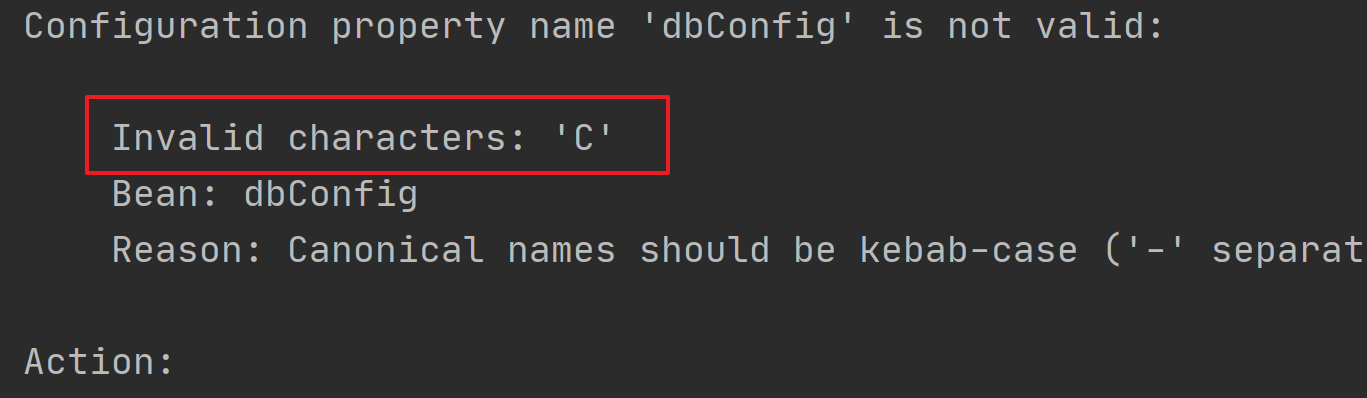 Configuration property name 'dbConfig' is not valid:
Invalid characters: 'C'
Bean: dbConfig
Reason: Canonical names should be kebab-case ('-' separat
Action: